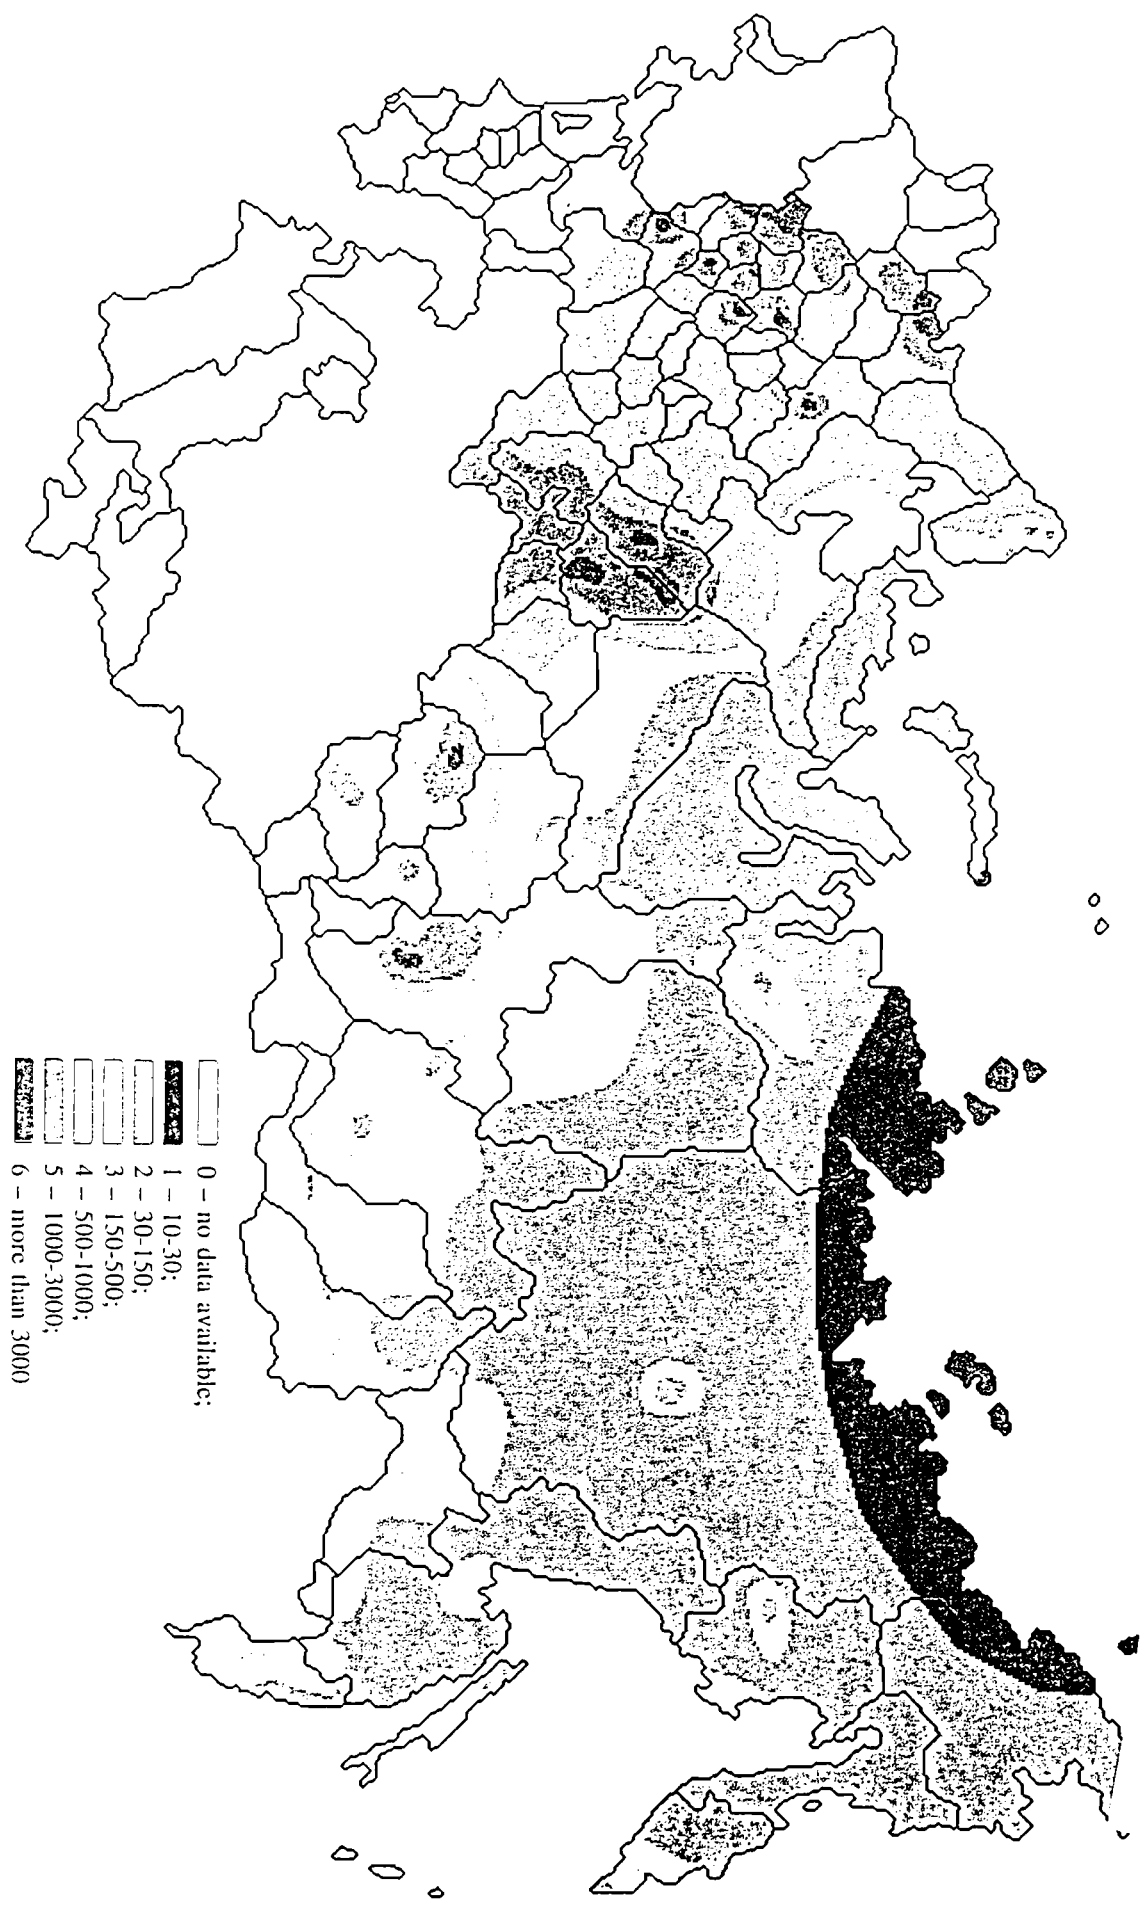 0 – no data available;
1 – 10-30;
2 – 30-150;
3 – 150-500;
4 – 500-1000;
5 – 1000-3000;
6 – more than 3000